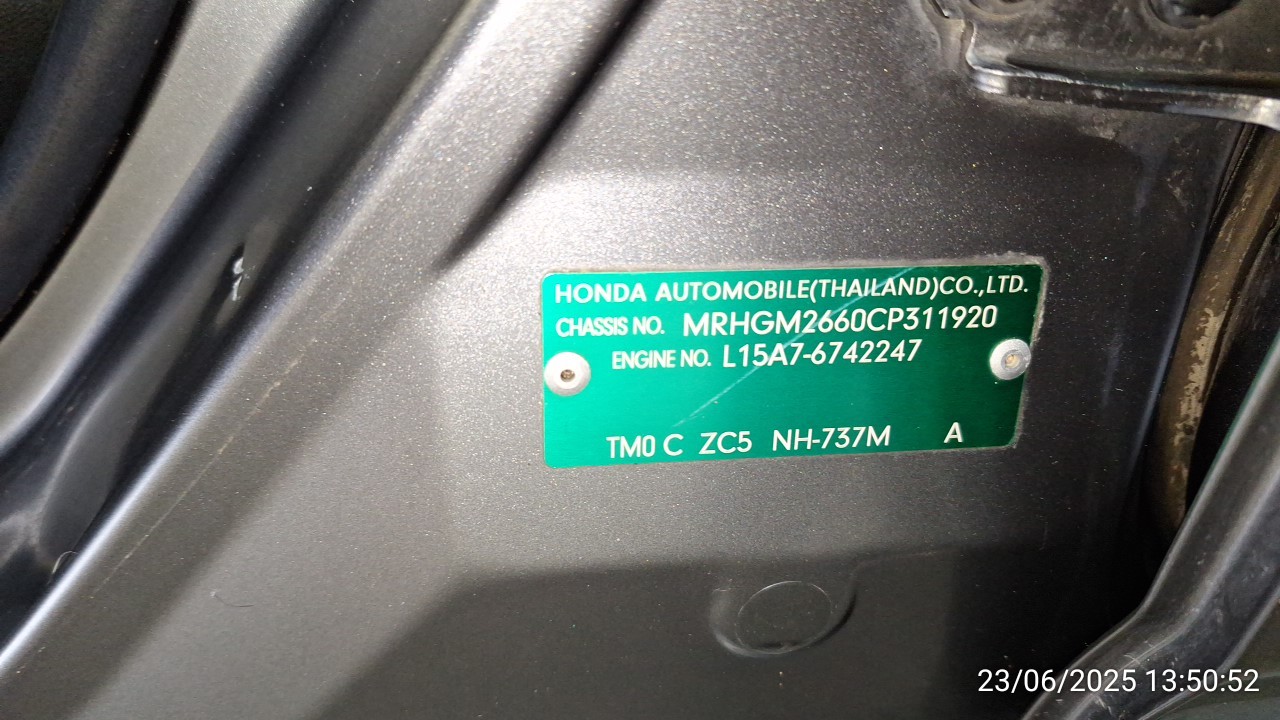 HONDA AUTOMOBILE(THAILAND)CO.,LTD.
CHASSIS NO. MRHGM2660CP311920
ENGINE NO. L15A7-6742247
TM0 C ZC5 NH-737M A
23/06/2025 13:50:52